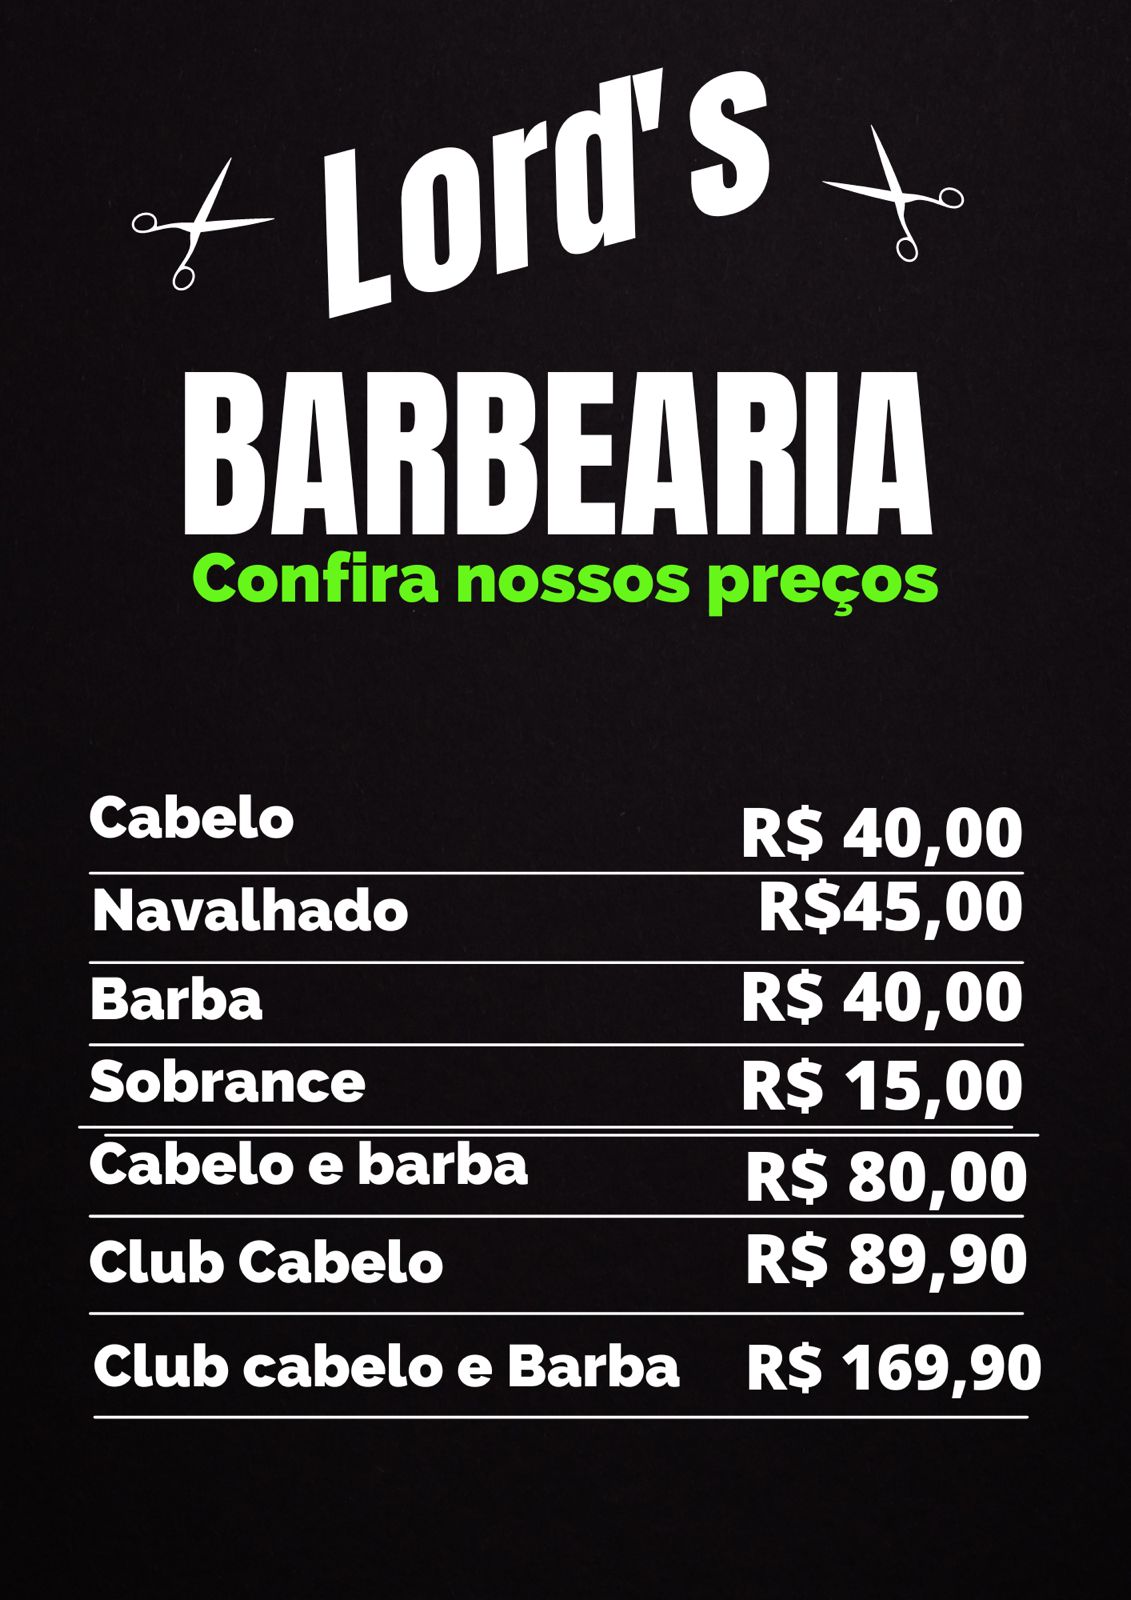 Lord's
BARBEARIA
Confira nossos preços
Cabelo R$ 40,00
Navalhado R$45,00
Barba R$ 40,00
Sobrance R$ 15,00
Cabelo e barba R$ 80,00
Club Cabelo R$ 89,90
Club cabelo e Barba R$ 169,90